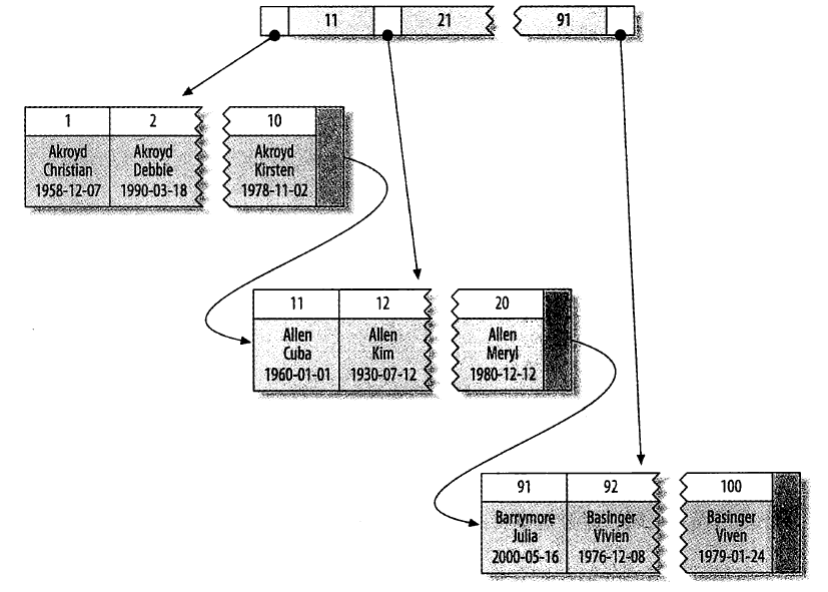 11 21 91
1 2 10
Akroyd Akroyd Akroyd
Christian Debbie Kirsten
1958-12-07 1990-03-18 1978-11-02
11 12 20
Allen Allen Allen
Cuba Kim Meryl
1960-01-01 1930-07-12 1980-12-12
91 92 100
Barrymore Basinger Basinger
Julia Vivien Viven
2000-05-16 1976-12-08 1979-01-24